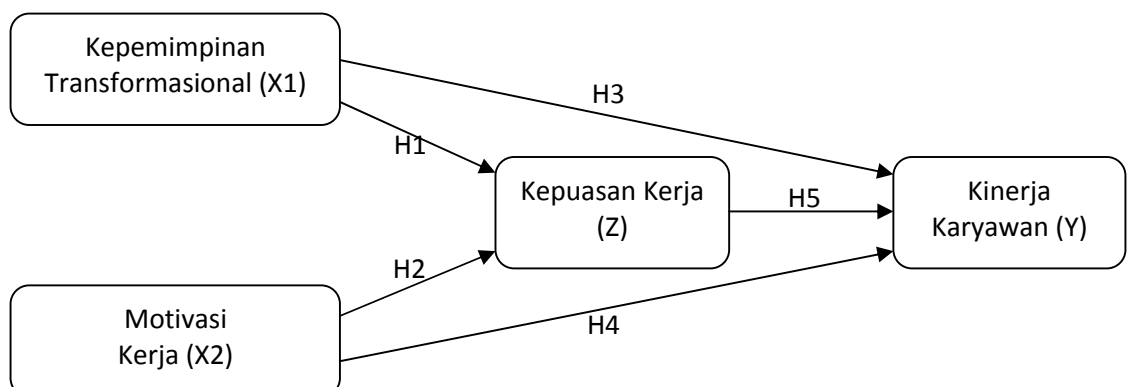 Kepemimpinan
Transformasional (X1)
H3
H1
Kepuasan Kerja
(Z)
H5
Kinerja
Karyawan (Y)
H2
Motivasi
Kerja (X2)
H4